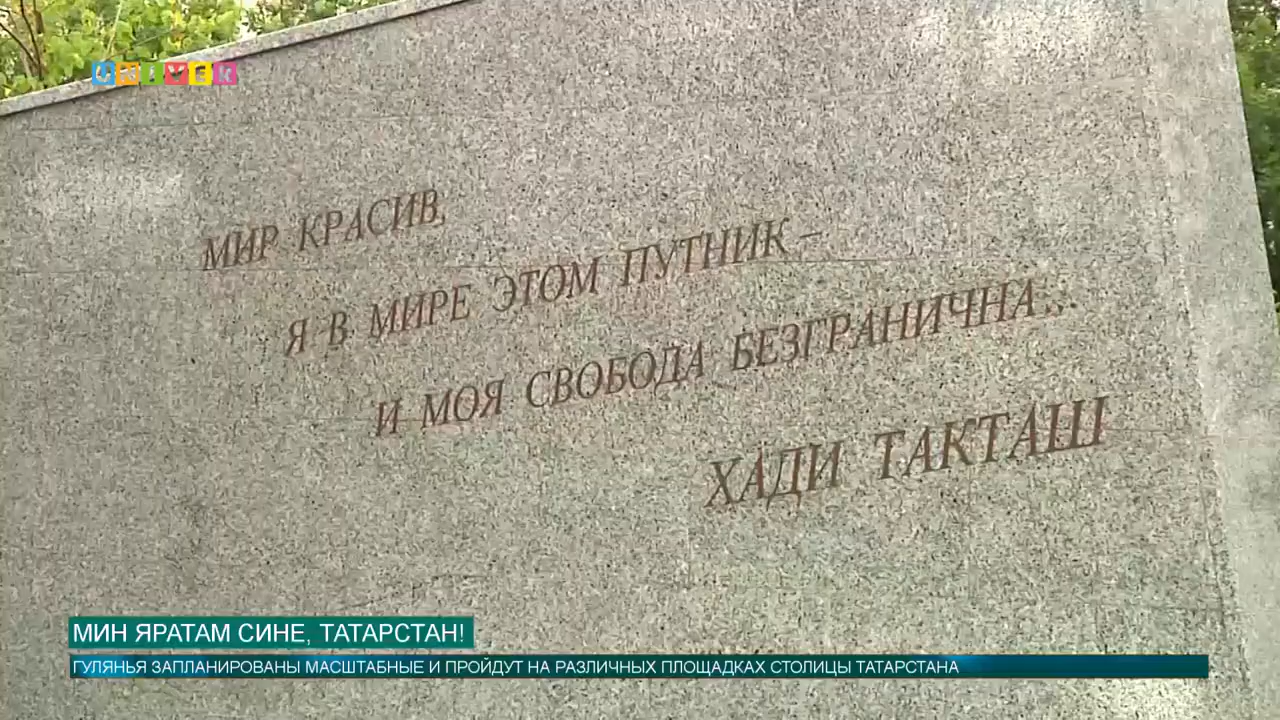 UNIVER
МИР КРАСИВ,
Я В МИРЕ ЭТОМ ПУТНИК –
И МОЯ СВОБОДА БЕЗГРАНИЧНА...
ХАДИ ТАКТАШ
МИН ЯРАТАМ СИНЕ, ТАТАРСТАН!
ГУЛЯНЬЯ ЗАПЛАНИРОВАНЫ МАСШТАБНЫЕ И ПРОЙДУТ НА РАЗЛИЧНЫХ ПЛОЩАДКАХ СТОЛИЦЫ ТАТАРСТАНА